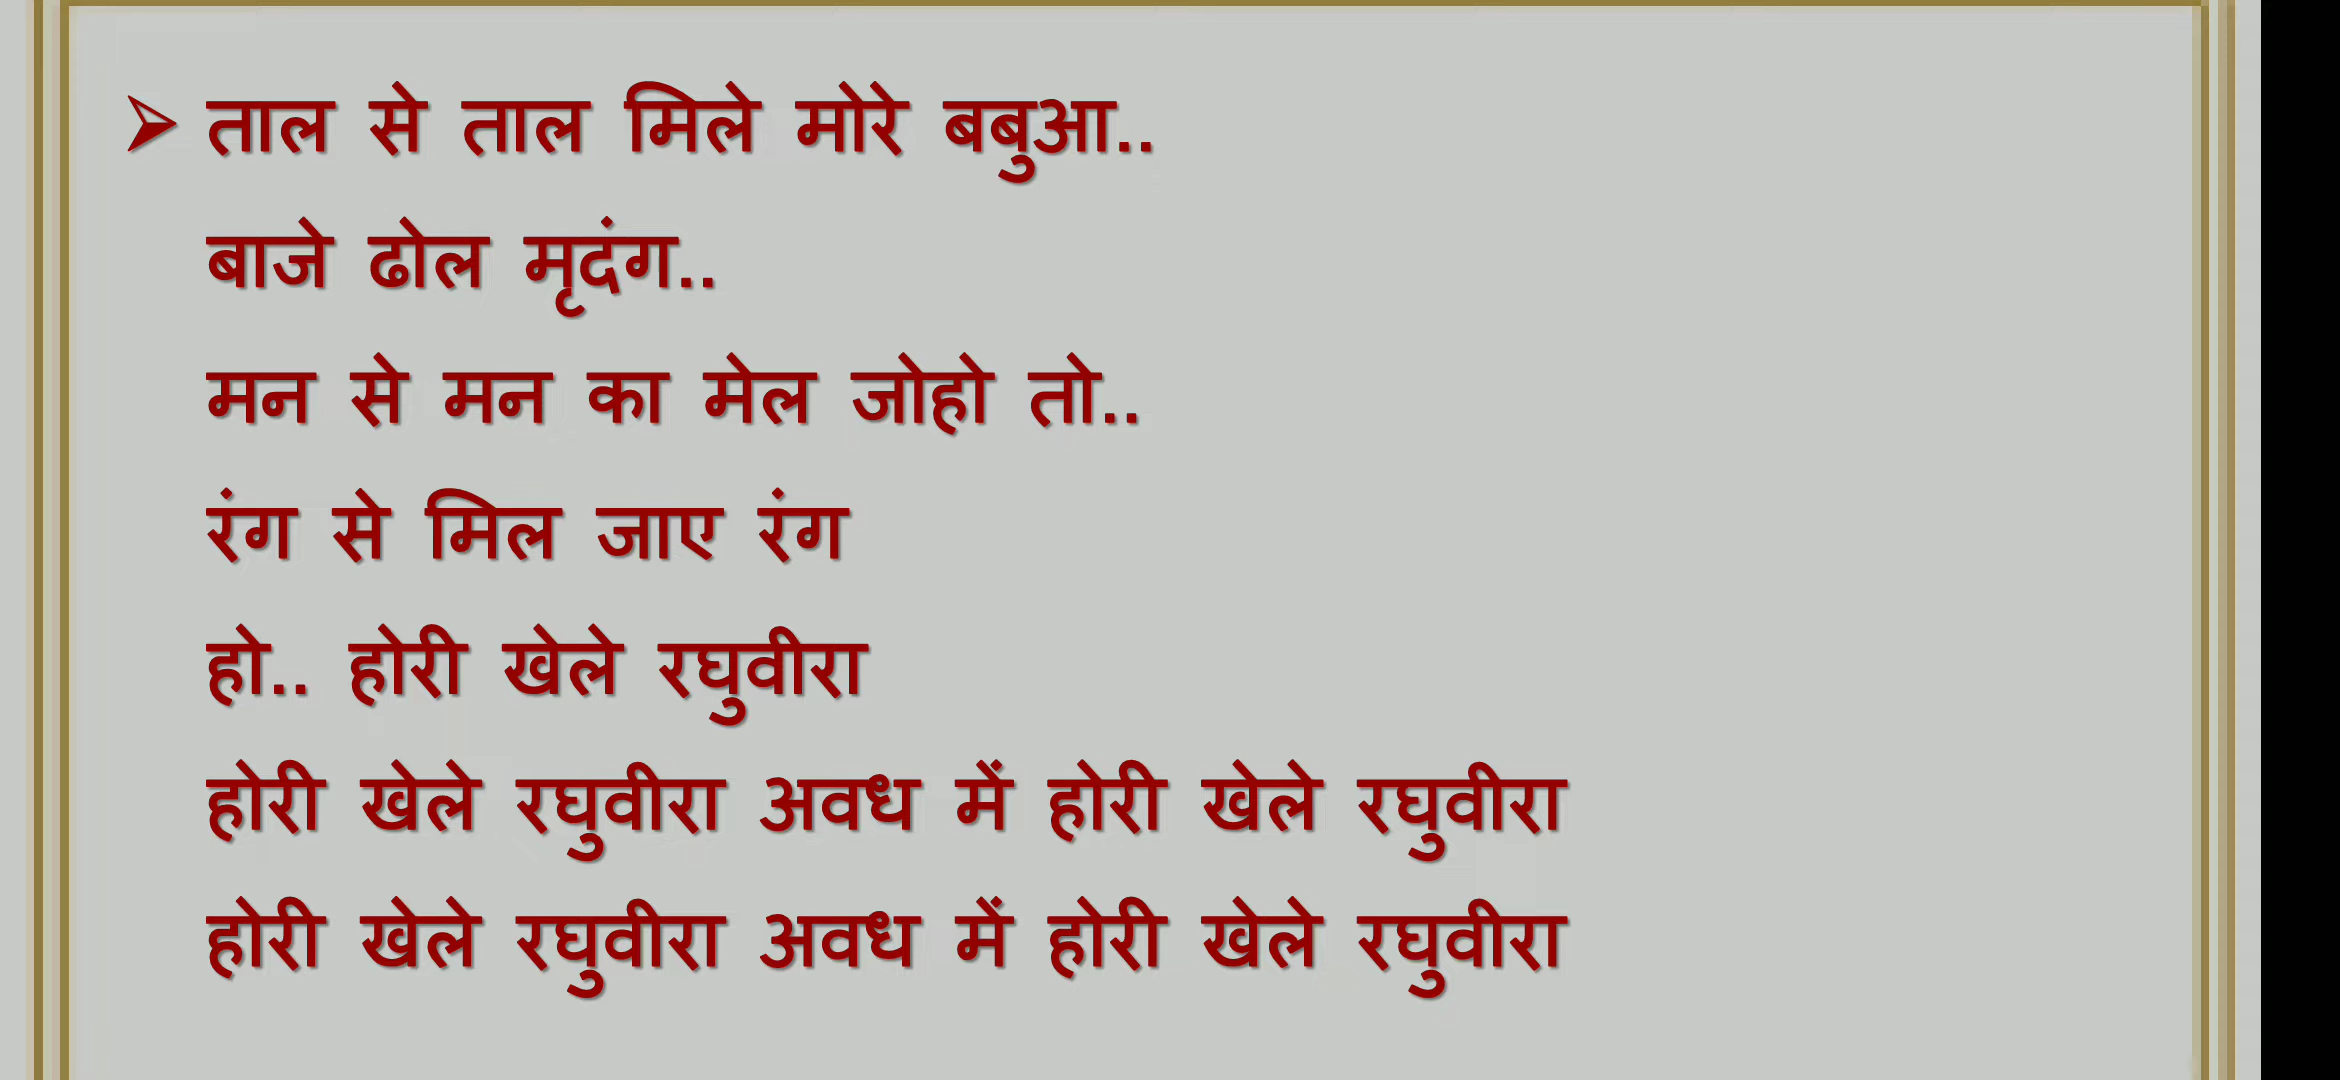 ➢ ताल से ताल मिले मोरे बबुआ..
बाजे ढोल मृदंग..
मन से मन का मेल जोहो तो..
रंग से मिल जाए रंग
हो.. होरी खेले रघुवीरा
होरी खेले रघुवीरा अवध में होरी खेले रघुवीरा
होरी खेले रघुवीरा अवध में होरी खेले रघुवीरा